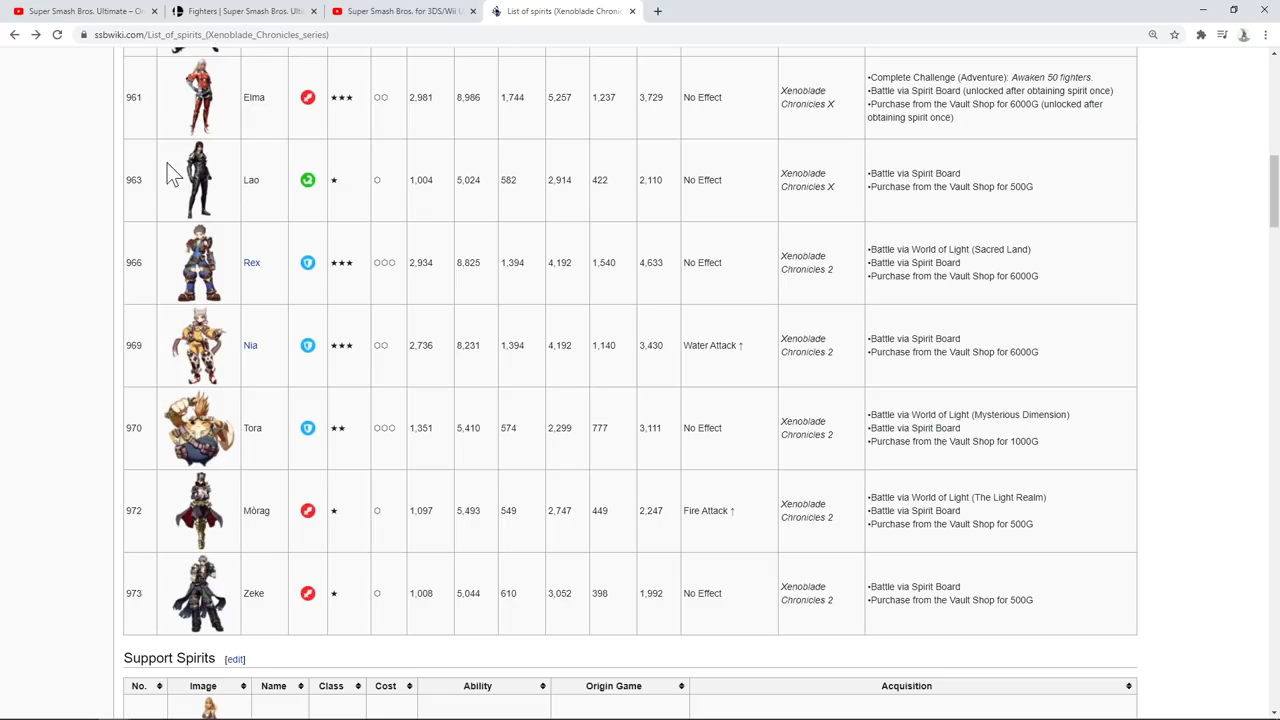 Super Smash Bros. Ultimate – O
Fighters | Super Smash Bros. Ultim
Super Smash Bros. for 3DS/Wii U
List of spirits (Xenoblade Chronic
ssbwiki.com/List_of_spirits_(Xenoblade_Chronicles_series)
961 Elma ★★★ ⬡⬡ 2,981 8,986 1,744 5,257 1,237 3,729 No Effect Xenoblade Chronicles X
•Complete Challenge (Adventure): Awaken 50 fighters.
•Battle via Spirit Board (unlocked after obtaining spirit once)
•Purchase from the Vault Shop for 6000G (unlocked after
obtaining spirit once)
963 Lao ★ ⬡ 1,004 5,024 582 2,914 422 2,110 No Effect Xenoblade Chronicles X
•Battle via Spirit Board
•Purchase from the Vault Shop for 500G
966 Rex ★★★ ⬡⬡⬡ 2,934 8,825 1,394 4,192 1,540 4,633 No Effect Xenoblade Chronicles 2
•Battle via World of Light (Sacred Land)
•Battle via Spirit Board
•Purchase from the Vault Shop for 6000G
969 Nia ★★★ ⬡⬡ 2,736 8,231 1,394 4,192 1,140 3,430 Water Attack ↑ Xenoblade Chronicles 2
•Battle via Spirit Board
•Purchase from the Vault Shop for 6000G
970 Tora ★★ ⬡⬡⬡ 1,351 5,410 574 2,299 777 3,111 No Effect Xenoblade Chronicles 2
•Battle via World of Light (Mysterious Dimension)
•Battle via Spirit Board
•Purchase from the Vault Shop for 1000G
972 Mòrag ★ ⬡ 1,097 5,493 549 2,747 449 2,247 Fire Attack ↑ Xenoblade Chronicles 2
•Battle via World of Light (The Light Realm)
•Battle via Spirit Board
•Purchase from the Vault Shop for 500G
973 Zeke ★ ⬡ 1,008 5,044 610 3,052 398 1,992 No Effect Xenoblade Chronicles 2
•Battle via Spirit Board
•Purchase from the Vault Shop for 500G
Support Spirits [edit]
No. Image Name Class Cost Ability Origin Game Acquisition